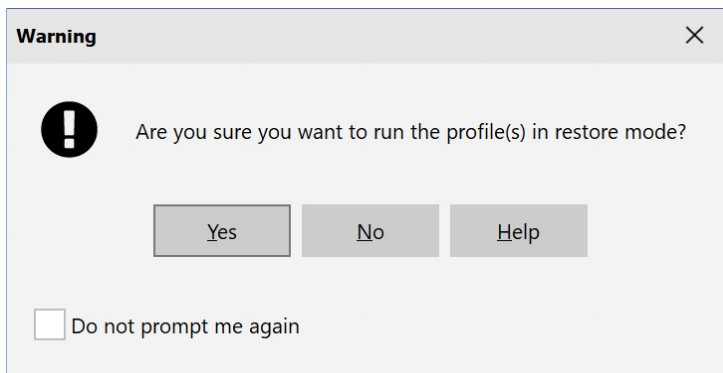 Warning
Are you sure you want to run the profile(s) in restore mode?
Yes No Help
Do not prompt me again